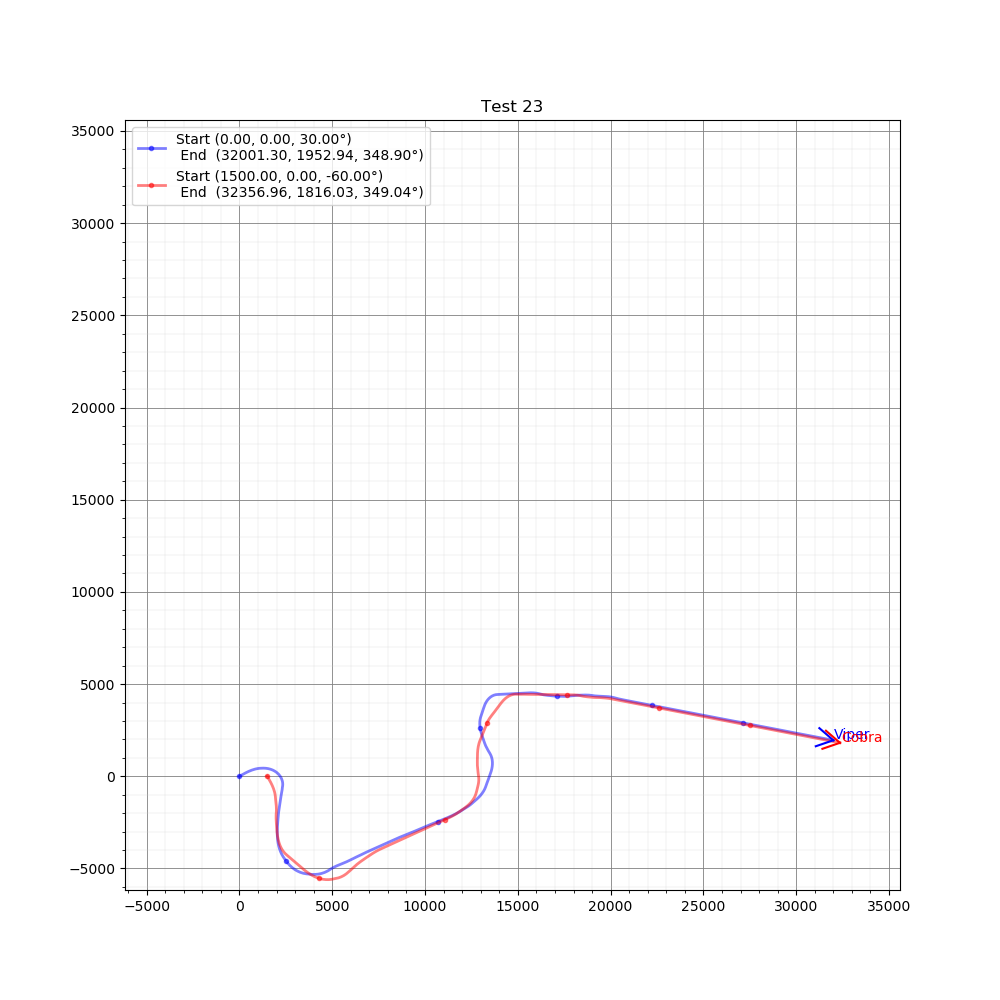 Test 23
Start (0.00, 0.00, 30.00°)
End (32001.30, 1952.94, 348.90°)
Start (1500.00, 0.00, -60.00°)
End (32356.96, 1816.03, 349.04°)
35000
30000
25000
20000
15000
10000
5000
0
−5000
Viper
Cobra
−5000 0 5000 10000 15000 20000 25000 30000 35000